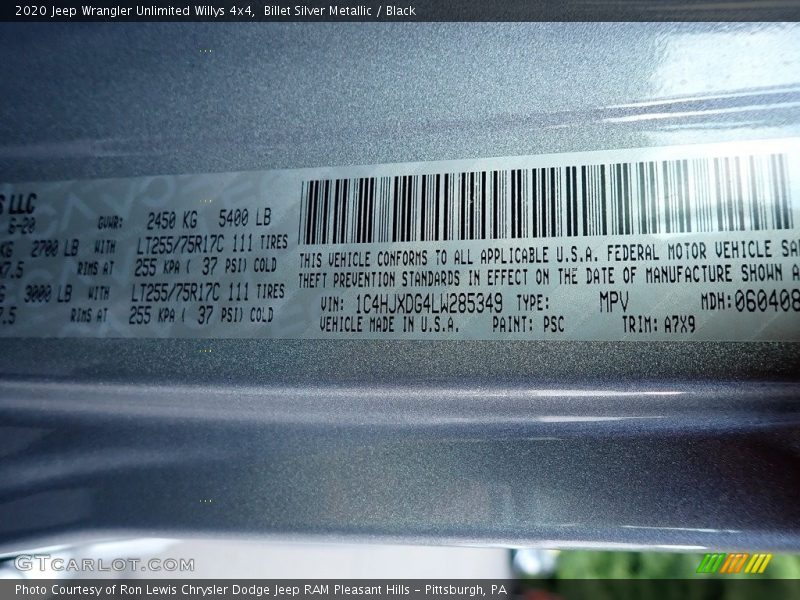 2020 Jeep Wrangler Unlimited Willys 4x4, Billet Silver Metallic / Black
S LLC
6-20 GVWR: 2450 KG 5400 LB
KG 2700 LB WITH LT255/75R17C 111 TIRES
X7.5 RIMS AT 255 KPA ( 37 PSI) COLD
G 3000 LB WITH LT255/75R17C 111 TIRES
7.5 RIMS AT 255 KPA ( 37 PSI) COLD
THIS VEHICLE CONFORMS TO ALL APPLICABLE U.S.A. FEDERAL MOTOR VEHICLE SA
THEFT PREVENTION STANDARDS IN EFFECT ON THE DATE OF MANUFACTURE SHOWN A
VIN: 1C4HJXDG4LW285349 TYPE: MPV MDH:060408
VEHICLE MADE IN U.S.A. PAINT: PSC TRIM: A7X9
GTCARLOT.COM
Photo Courtesy of Ron Lewis Chrysler Dodge Jeep RAM Pleasant Hills - Pittsburgh, PA